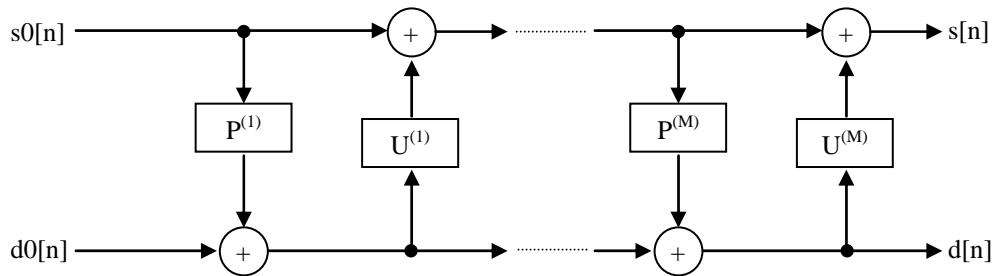 s0[n] + + s[n]
P(1) U(1) P(M) U(M)
d0[n] + + d[n]